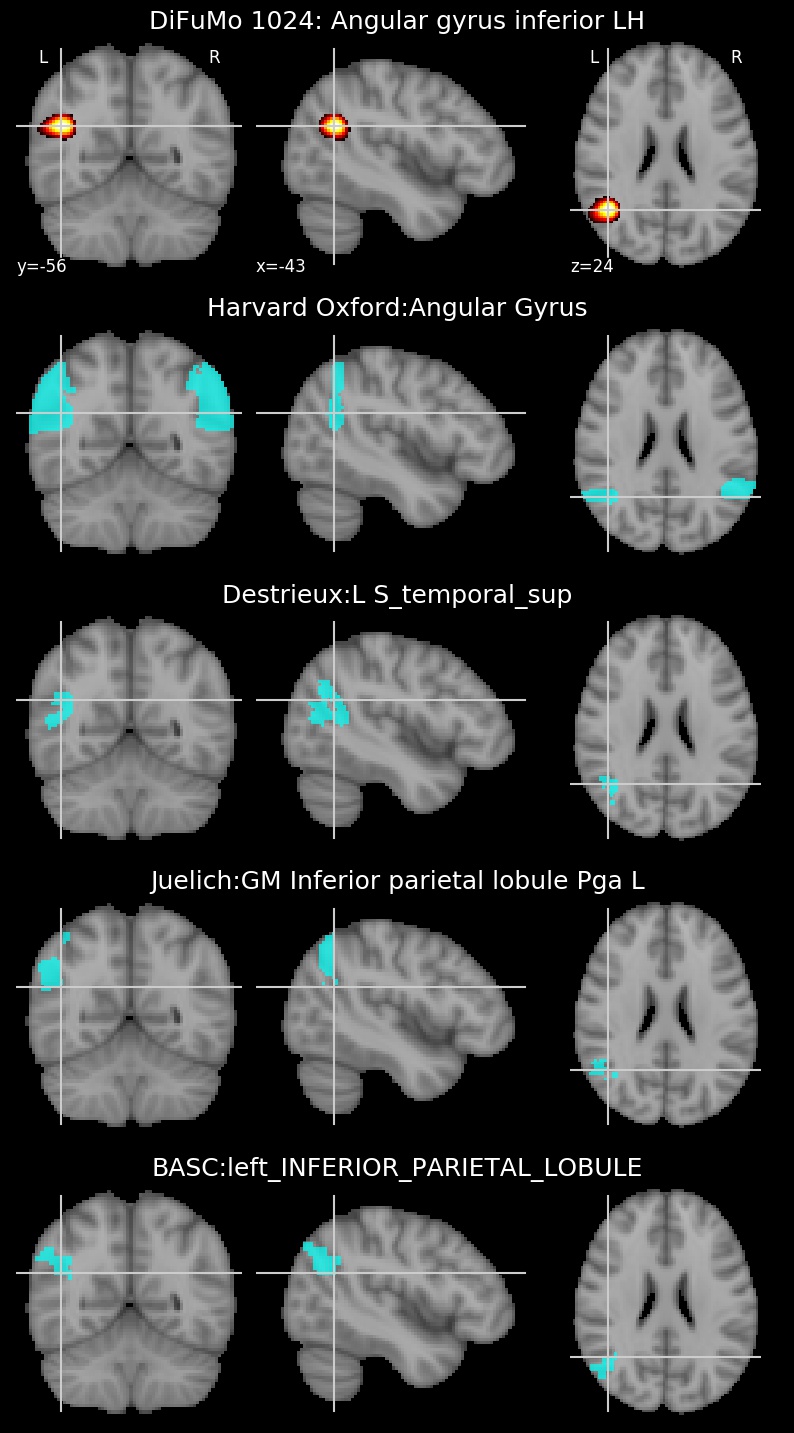 DiFuMo 1024: Angular gyrus inferior LH
L R L R
y=-56 x=-43 z=24
Harvard Oxford:Angular Gyrus
Destrieux:L S_temporal_sup
Juelich:GM Inferior parietal lobule Pga L
BASC:left_INFERIOR_PARIETAL_LOBULE